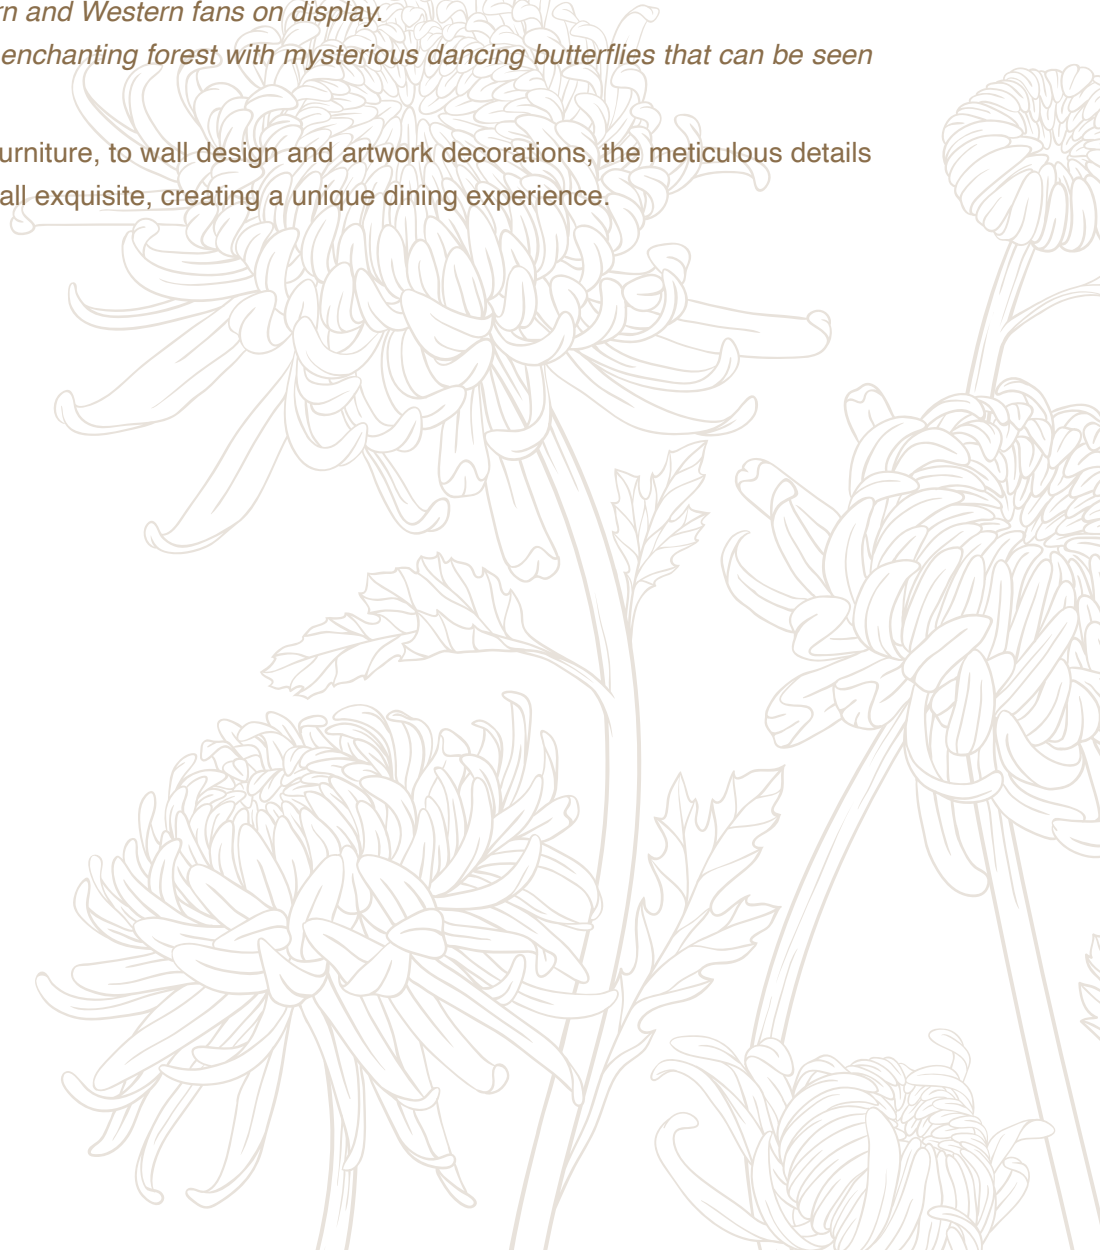 rn and Western fans on display.
enchanting forest with mysterious dancing butterflies that can be seen
urniture, to wall design and artwork decorations, the meticulous details
all exquisite, creating a unique dining experience.